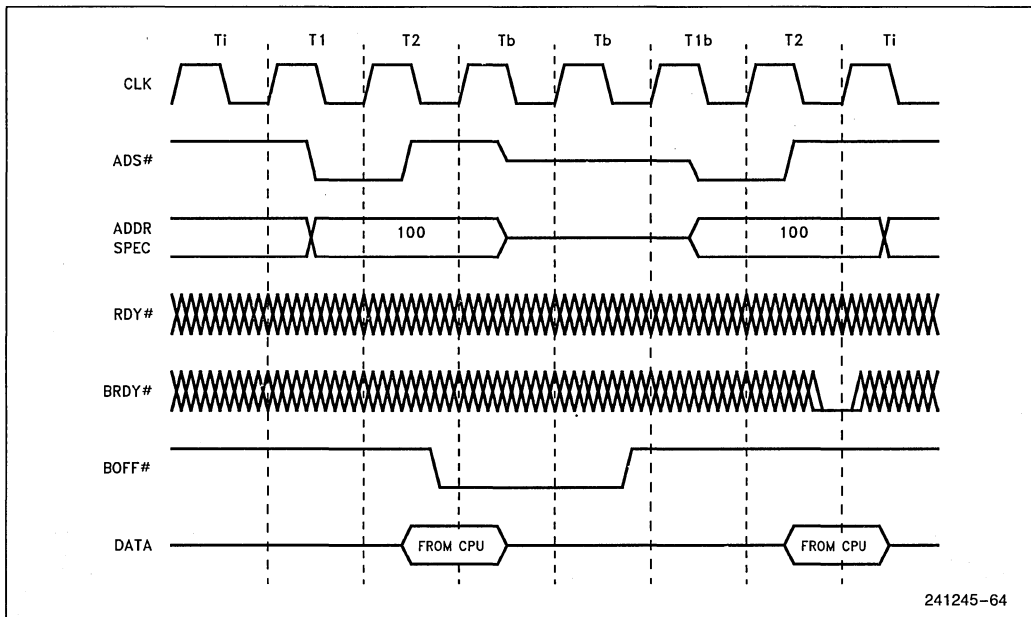 Ti T1 T2 Tb Tb T1b T2 Ti
CLK
ADS#
ADDR
SPEC
100 100
RDY#
BRDY#
BOFF#
DATA
FROM CPU FROM CPU
241245-64